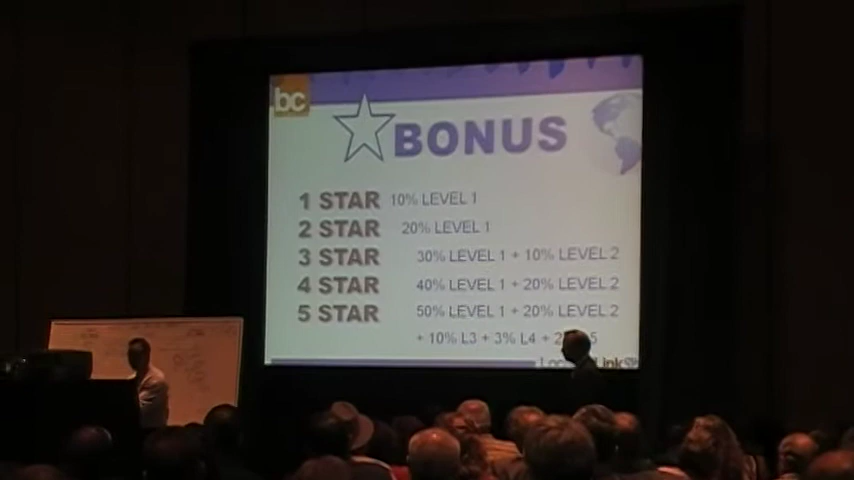 bc
BONUS
1 STAR 10% LEVEL 1
2 STAR 20% LEVEL 1
3 STAR 30% LEVEL 1 + 10% LEVEL 2
4 STAR 40% LEVEL 1 + 20% LEVEL 2
5 STAR 50% LEVEL 1 + 20% LEVEL 2
+ 10% L3 + 3% L4 +